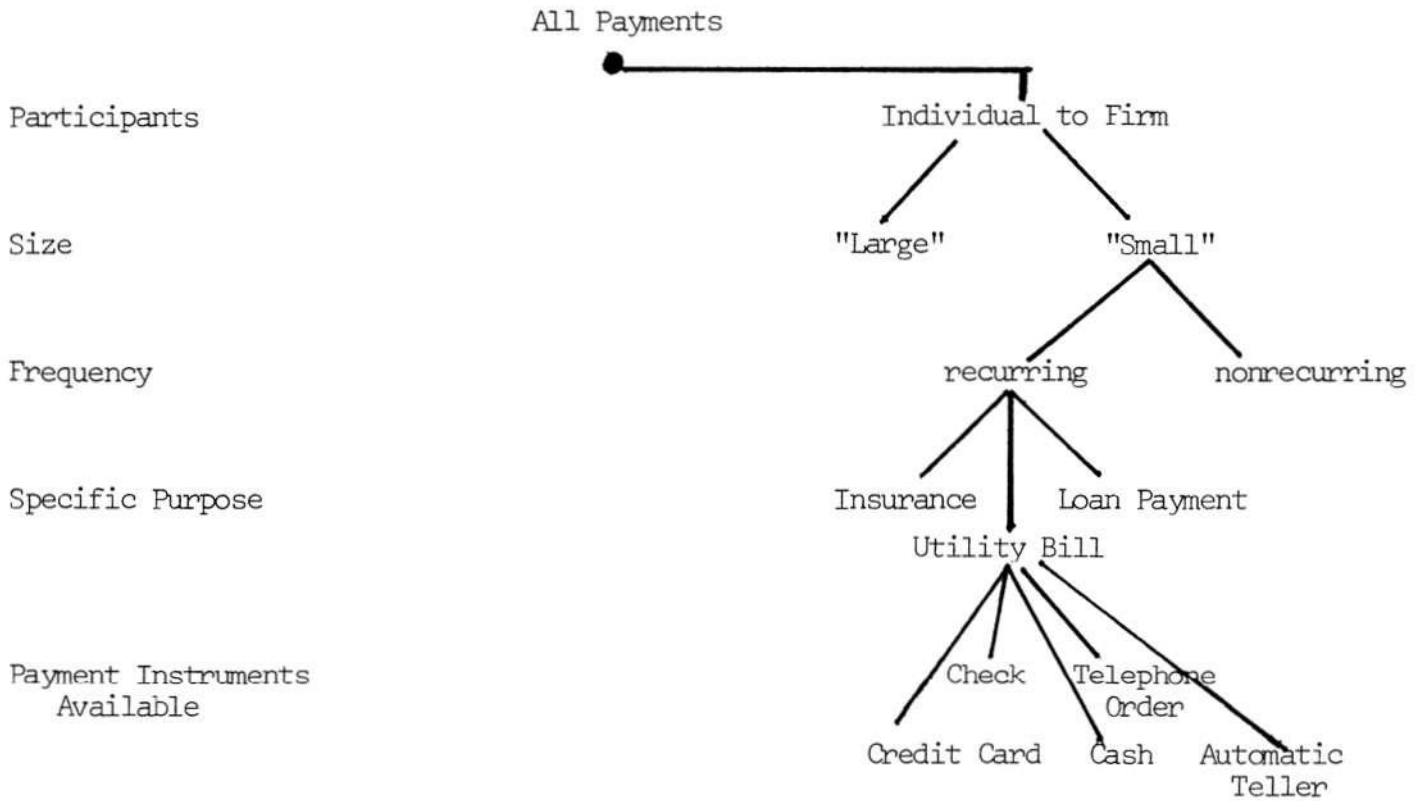 All Payments
Participants
Individual to Firm
Size
"Large"
"Small"
Frequency
recurring
nonrecurring
Specific Purpose
Insurance
Loan Payment
Utility Bill
Payment Instruments
Available
Check
Telephone
Order
Credit Card
Cash
Automatic
Teller